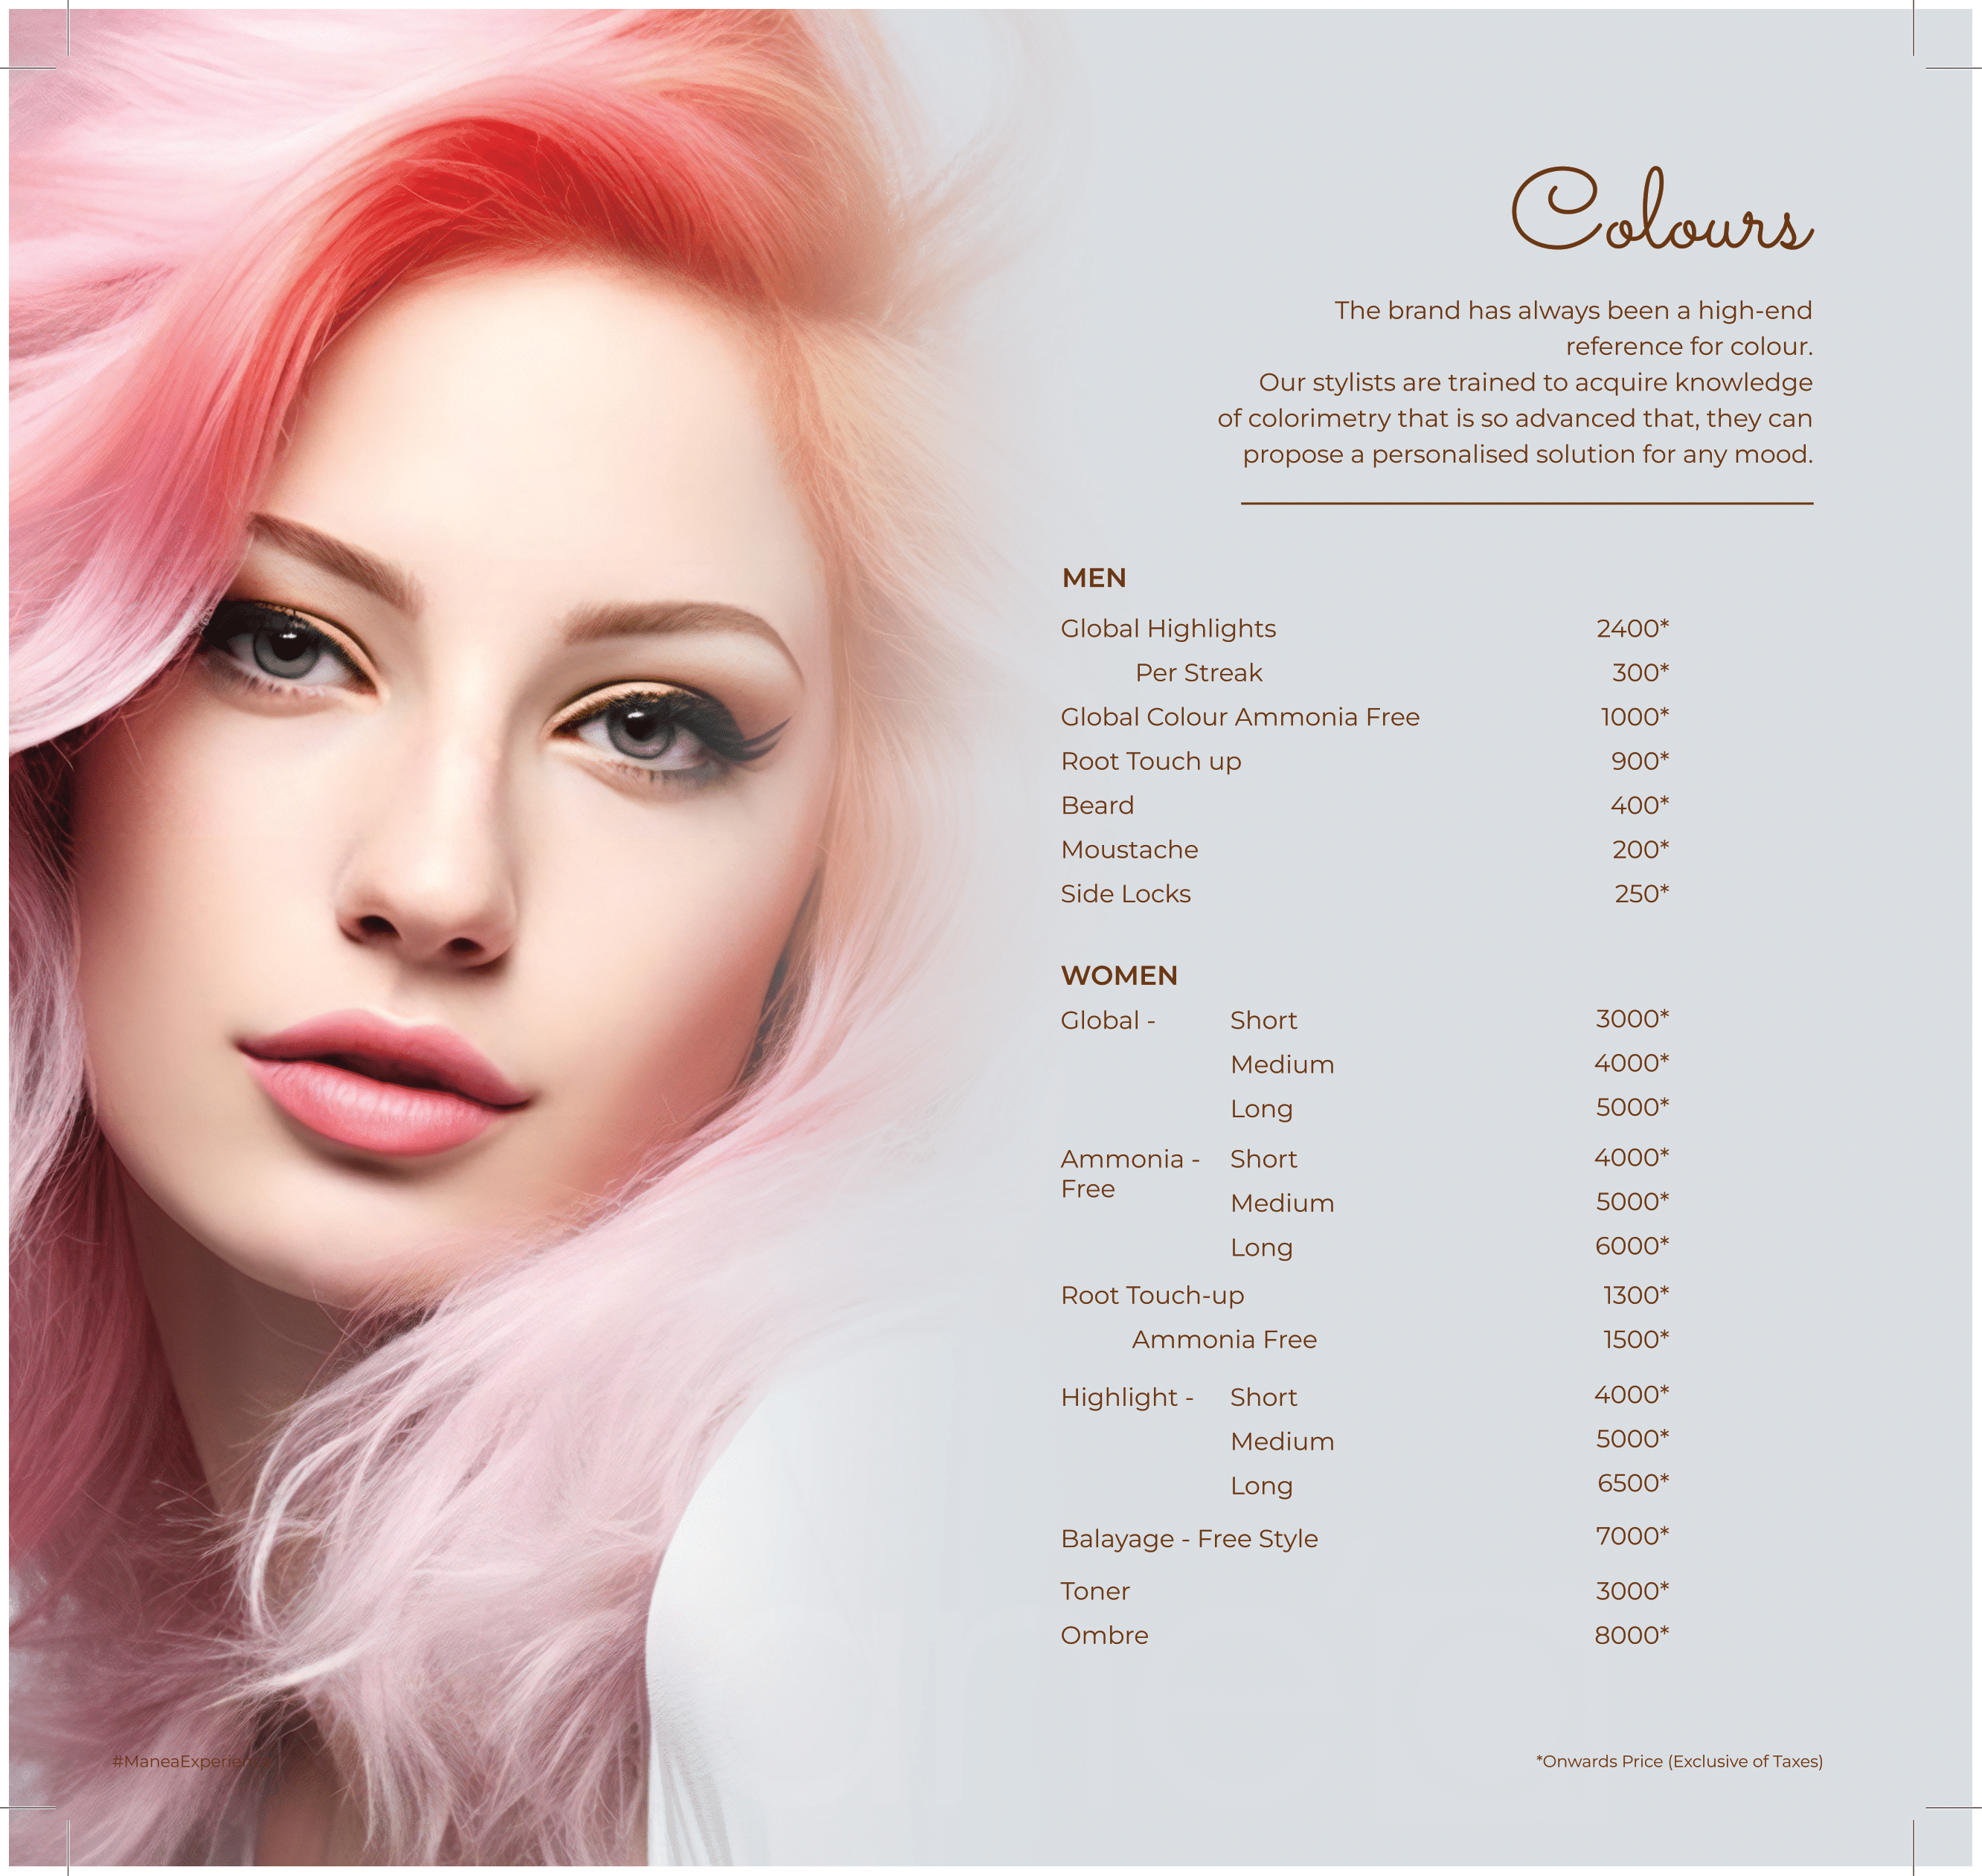 Colours
The brand has always been a high-end
reference for colour.
Our stylists are trained to acquire knowledge
of colorimetry that is so advanced that, they can
propose a personalised solution for any mood.
MEN
Global Highlights 2400*
Per Streak 300*
Global Colour Ammonia Free 1000*
Root Touch up 900*
Beard 400*
Moustache 200*
Side Locks 250*
WOMEN
Global - Short 3000*
Medium 4000*
Long 5000*
Ammonia - Short 4000*
Free
Medium 5000*
Long 6000*
Root Touch-up 1300*
Ammonia Free 1500*
Highlight - Short 4000*
Medium 5000*
Long 6500*
Balayage - Free Style 7000*
Toner 3000*
Ombre 8000*
#ManeaExperience
*Onwards Price (Exclusive of Taxes)